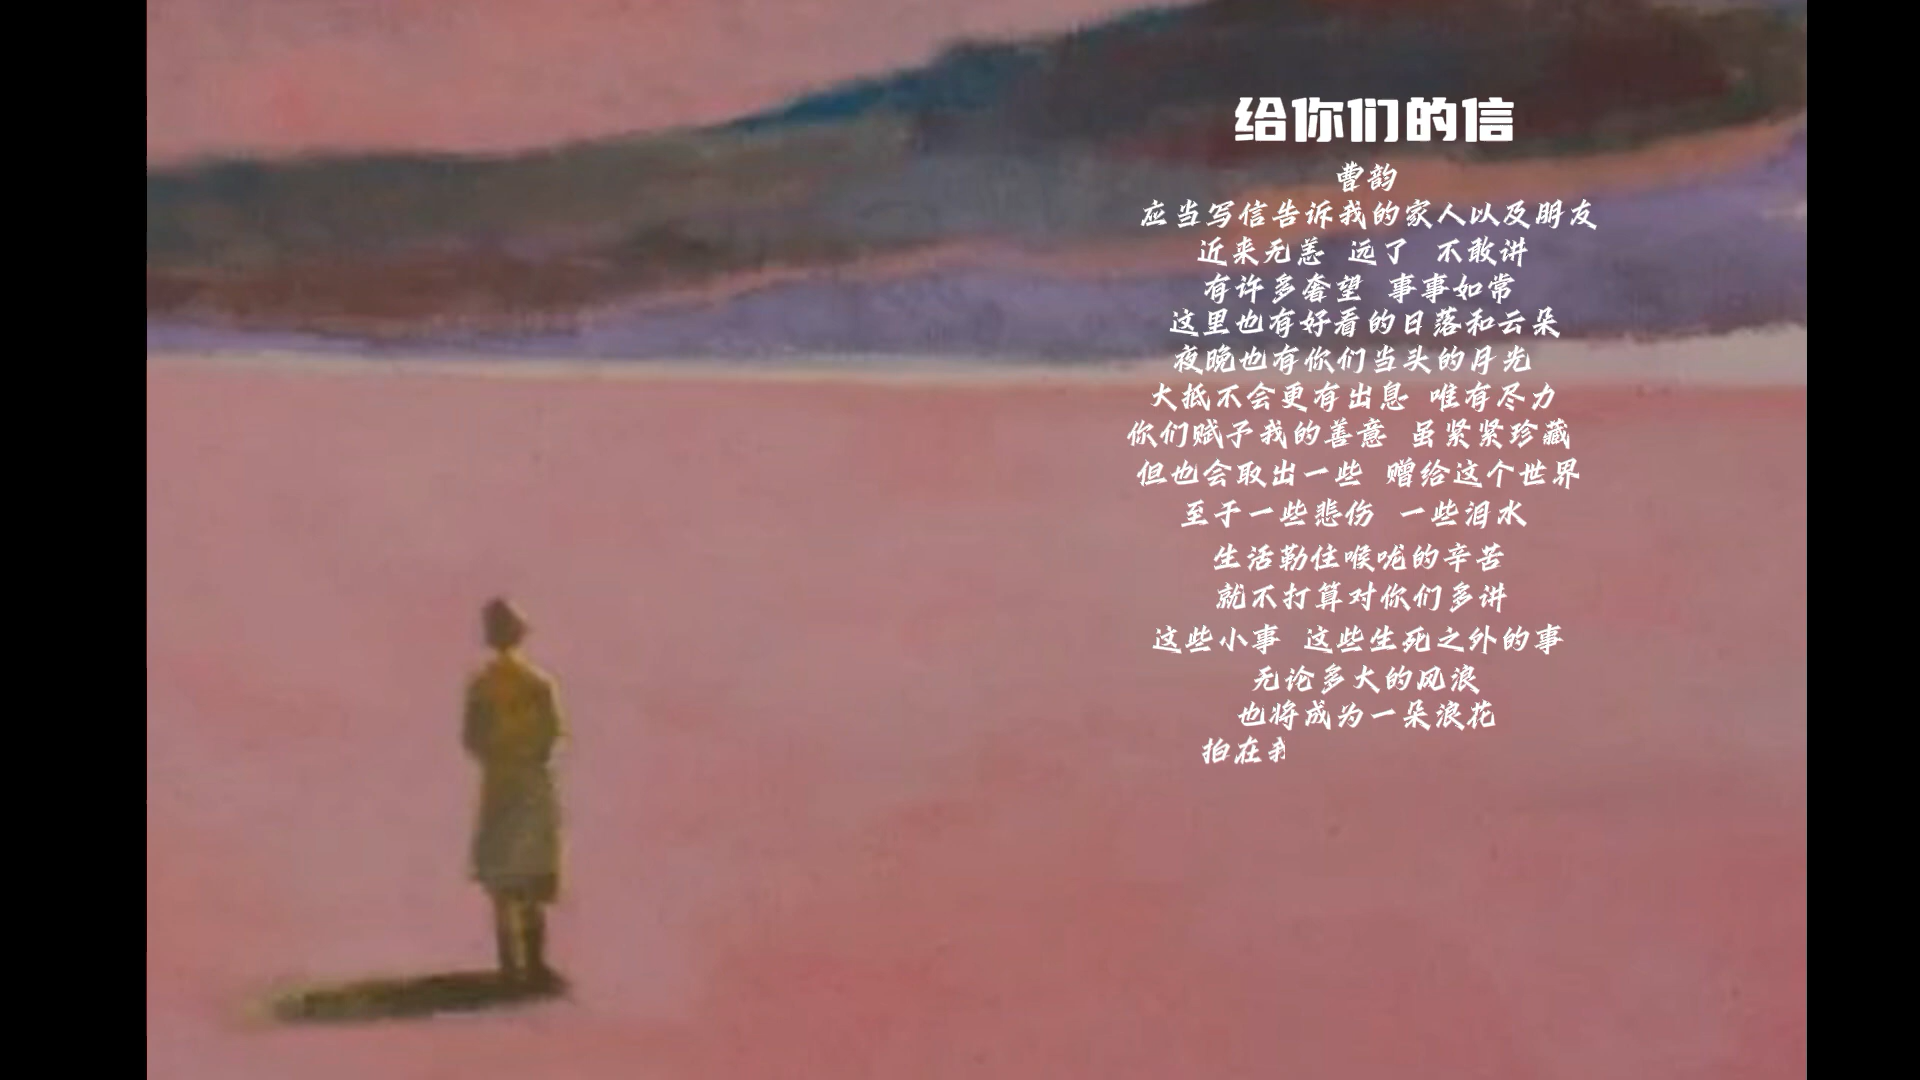 给你们的信
曹韵
应当写信告诉我的家人以及朋友
近来无恙 远了 不敢讲
有许多奢望 事事如常
这里也有好看的日落和云朵
夜晚也有你们当头的月光
大抵不会更有出息 唯有尽力
你们赋予我的善意 虽紧紧珍藏
但也会取出一些 赠给这个世界
至于一些悲伤 一些泪水
生活勒住喉咙的辛苦
就不打算对你们多讲
这些小事 这些生死之外的事
无论多大的风浪
也将成为一朵浪花
拍在